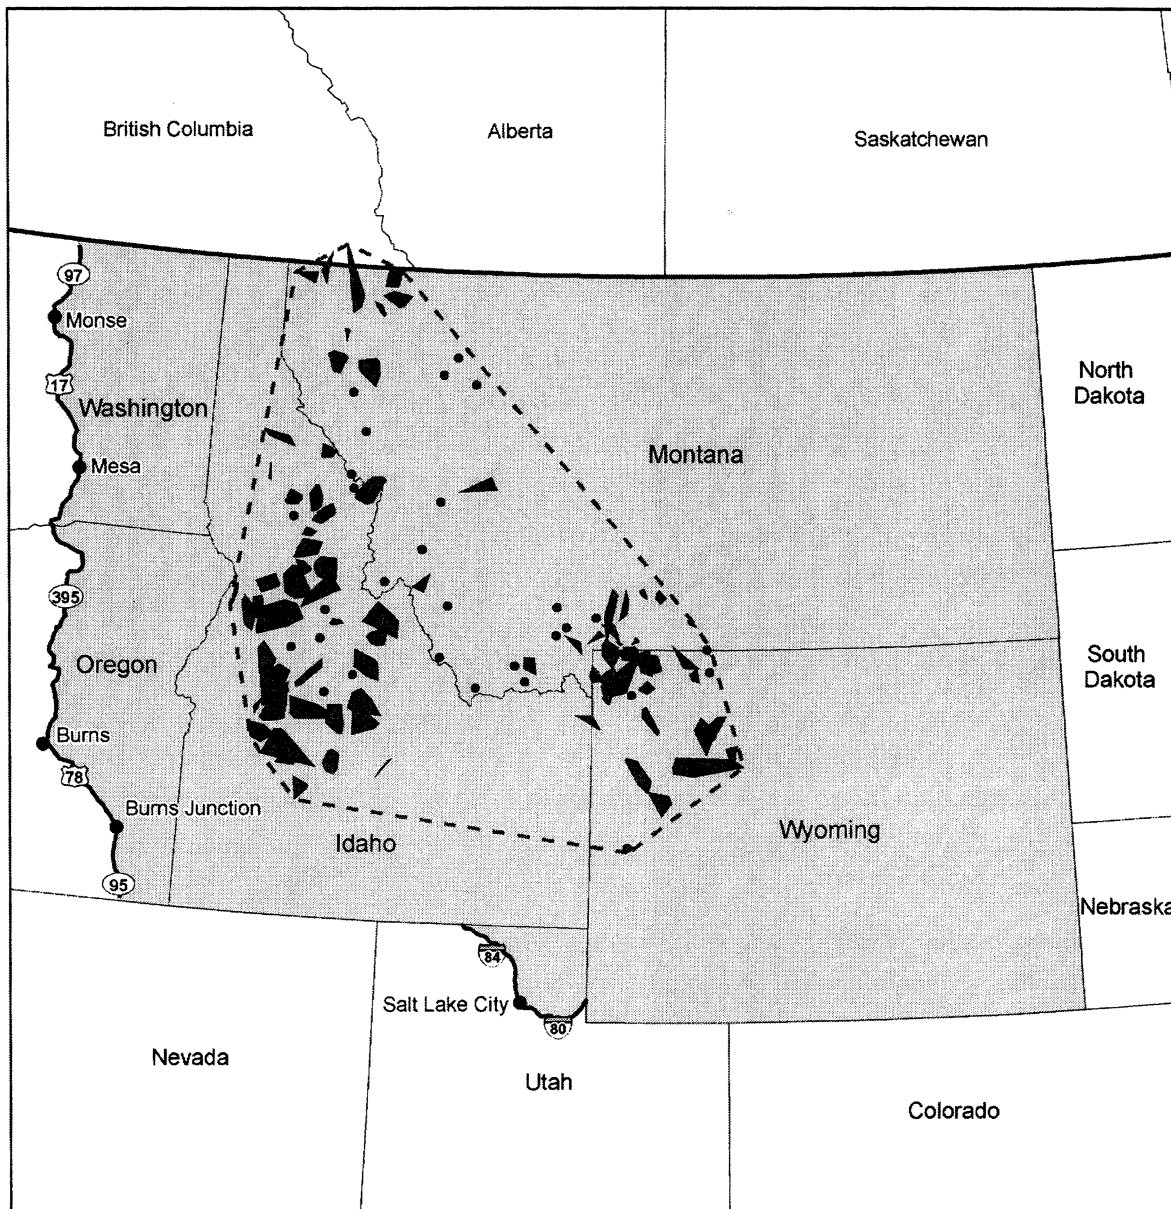 British Columbia
Alberta
Saskatchewan
97
Monse
17
Washington
Mesa
Montana
North
Dakota
395
Oregon
South
Dakota
Burns
78
Burns Junction
Idaho
Wyoming
95
Nebraska
84
Salt Lake City
80
Nevada
Utah
Colorado